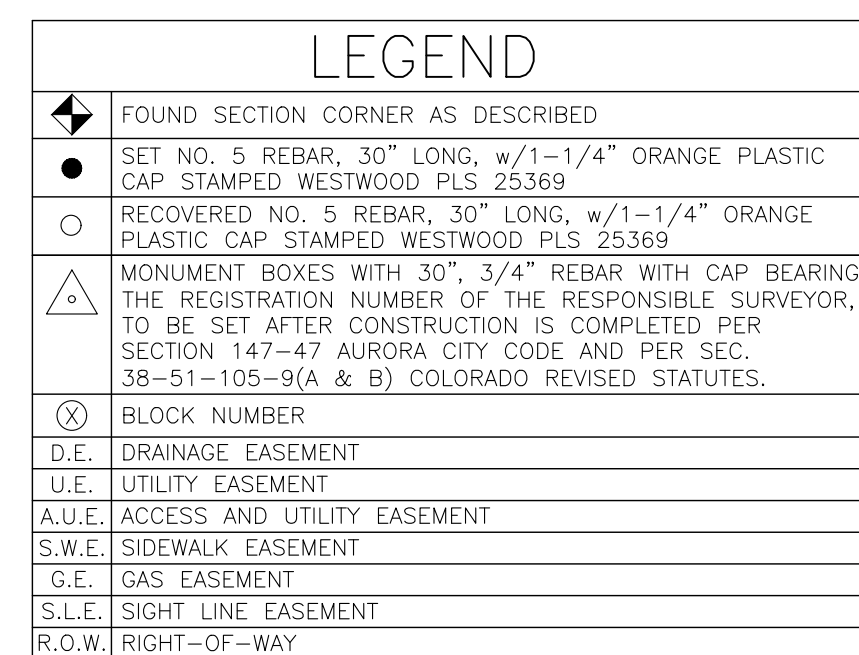 LEGEND
FOUND SECTION CORNER AS DESCRIBED
SET NO. 5 REBAR, 30" LONG, w/1-1/4" ORANGE PLASTIC
CAP STAMPED WESTWOOD PLS 25369
RECOVERED NO. 5 REBAR, 30" LONG, w/1-1/4" ORANGE
PLASTIC CAP STAMPED WESTWOOD PLS 25369
MONUMENT BOXES WITH 30", 3/4" REBAR WITH CAP BEARING
THE REGISTRATION NUMBER OF THE RESPONSIBLE SURVEYOR,
TO BE SET AFTER CONSTRUCTION IS COMPLETED PER
SECTION 147-47 AURORA CITY CODE AND PER SEC.
38-51-105-9(A & B) COLORADO REVISED STATUTES.
X BLOCK NUMBER
D.E. DRAINAGE EASEMENT
U.E. UTILITY EASEMENT
A.U.E. ACCESS AND UTILITY EASEMENT
S.W.E. SIDEWALK EASEMENT
G.E. GAS EASEMENT
S.L.E. SIGHT LINE EASEMENT
R.O.W. RIGHT-OF-WAY